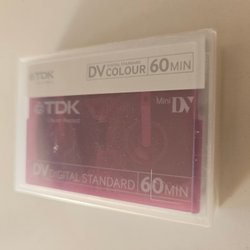 TDK
DV DIGITAL STANDARD COLOUR 60MIN
Mini DV
TDK
DV DIGITAL STANDARD 60MIN